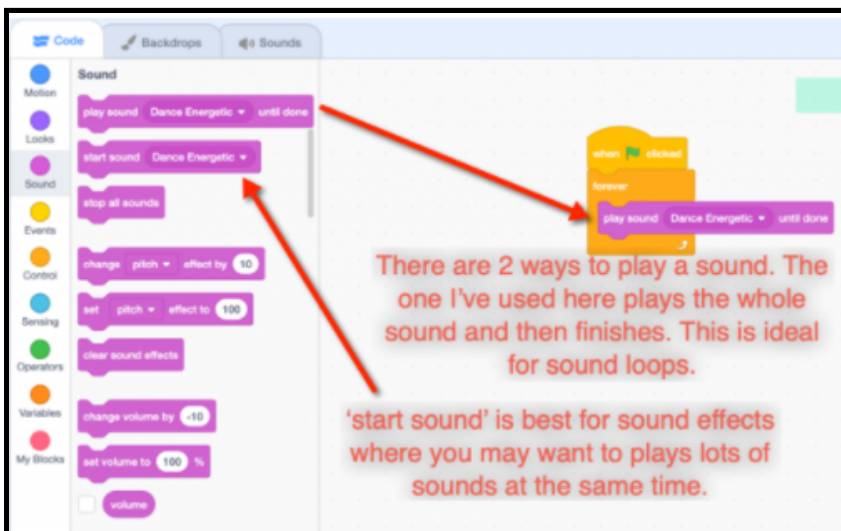 Code
Backdrops
Sounds
Motion
Looks
Sound
Events
Control
Sensing
Operators
Variables
My Blocks
Sound
play sound Dance Energetic until done
start sound Dance Energetic
stop all sounds
change pitch effect by 10
set pitch effect to 100
clear sound effects
change volume by -10
set volume to 100 %
volume
when clicked
forever
play sound Dance Energetic until done
There are 2 ways to play a sound. The
one I've used here plays the whole
sound and then finishes. This is ideal
for sound loops.
'start sound' is best for sound effects
where you may want to plays lots of
sounds at the same time.